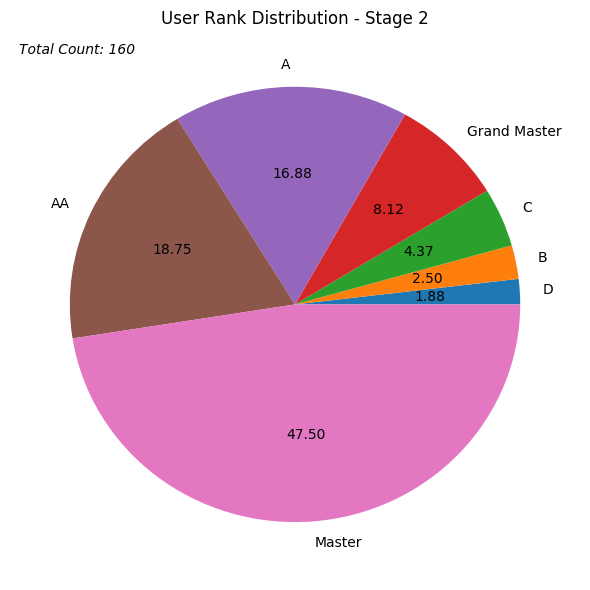 User Rank Distribution - Stage 2
Total Count: 160
A
Grand Master
16.88
AA
8.12
C
18.75
4.37
B
2.50
D
1.88
47.50
Master